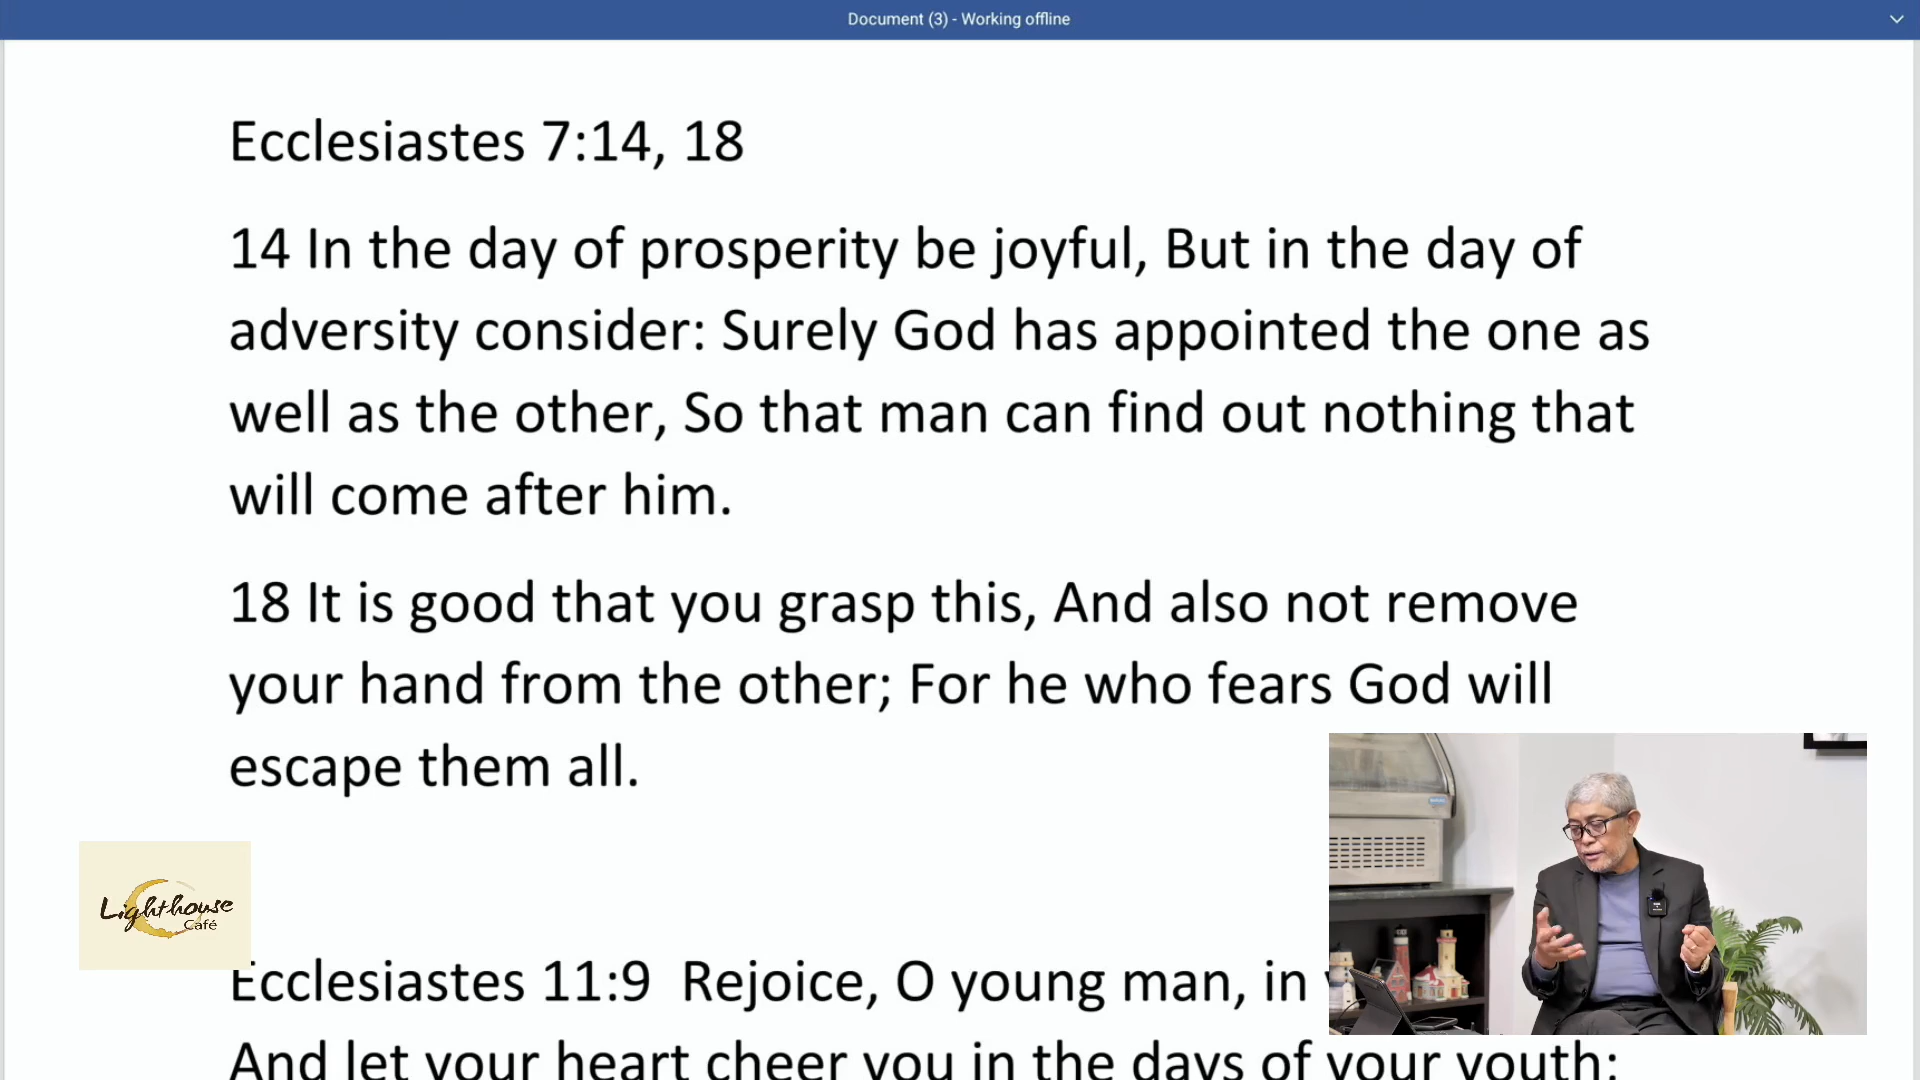 Document (3) - Working offline
Ecclesiastes 7:14, 18
14 In the day of prosperity be joyful, But in the day of
adversity consider: Surely God has appointed the one as
well as the other, So that man can find out nothing that
will come after him.
18 It is good that you grasp this, And also not remove
your hand from the other; For he who fears God will
escape them all.
Lighthouse
Café
Ecclesiastes 11:9 Rejoice, O young man, in
And let your heart cheer you in the days of your youth;